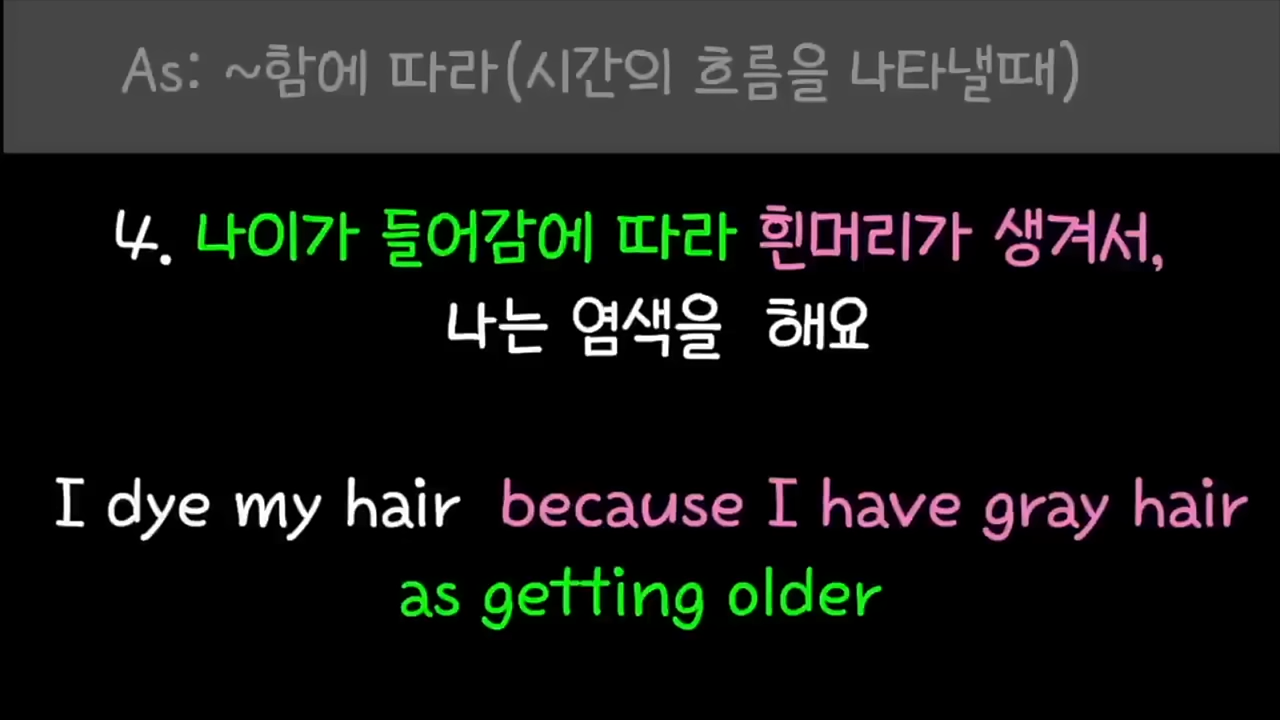 As: ~함에 따라(시간의 흐름을 나타낼때)
4. 나이가 들어감에 따라 흰머리가 생겨서,
나는 염색을 해요
I dye my hair because I have gray hair
as getting older